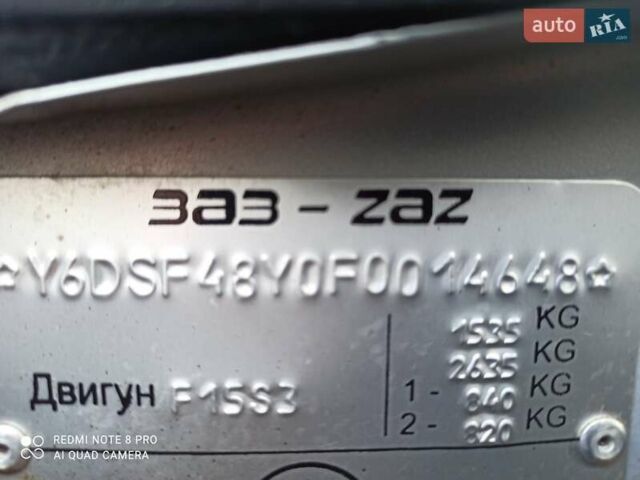 auto RIA
.com
ЗАЗ - ZAZ
*Y6DSF48Y0F0014648*
1535 KG
2635 KG
Двигун F15S3
1 - 840 KG
2 - 820 KG
REDMI NOTE 8 PRO
AI QUAD CAMERA